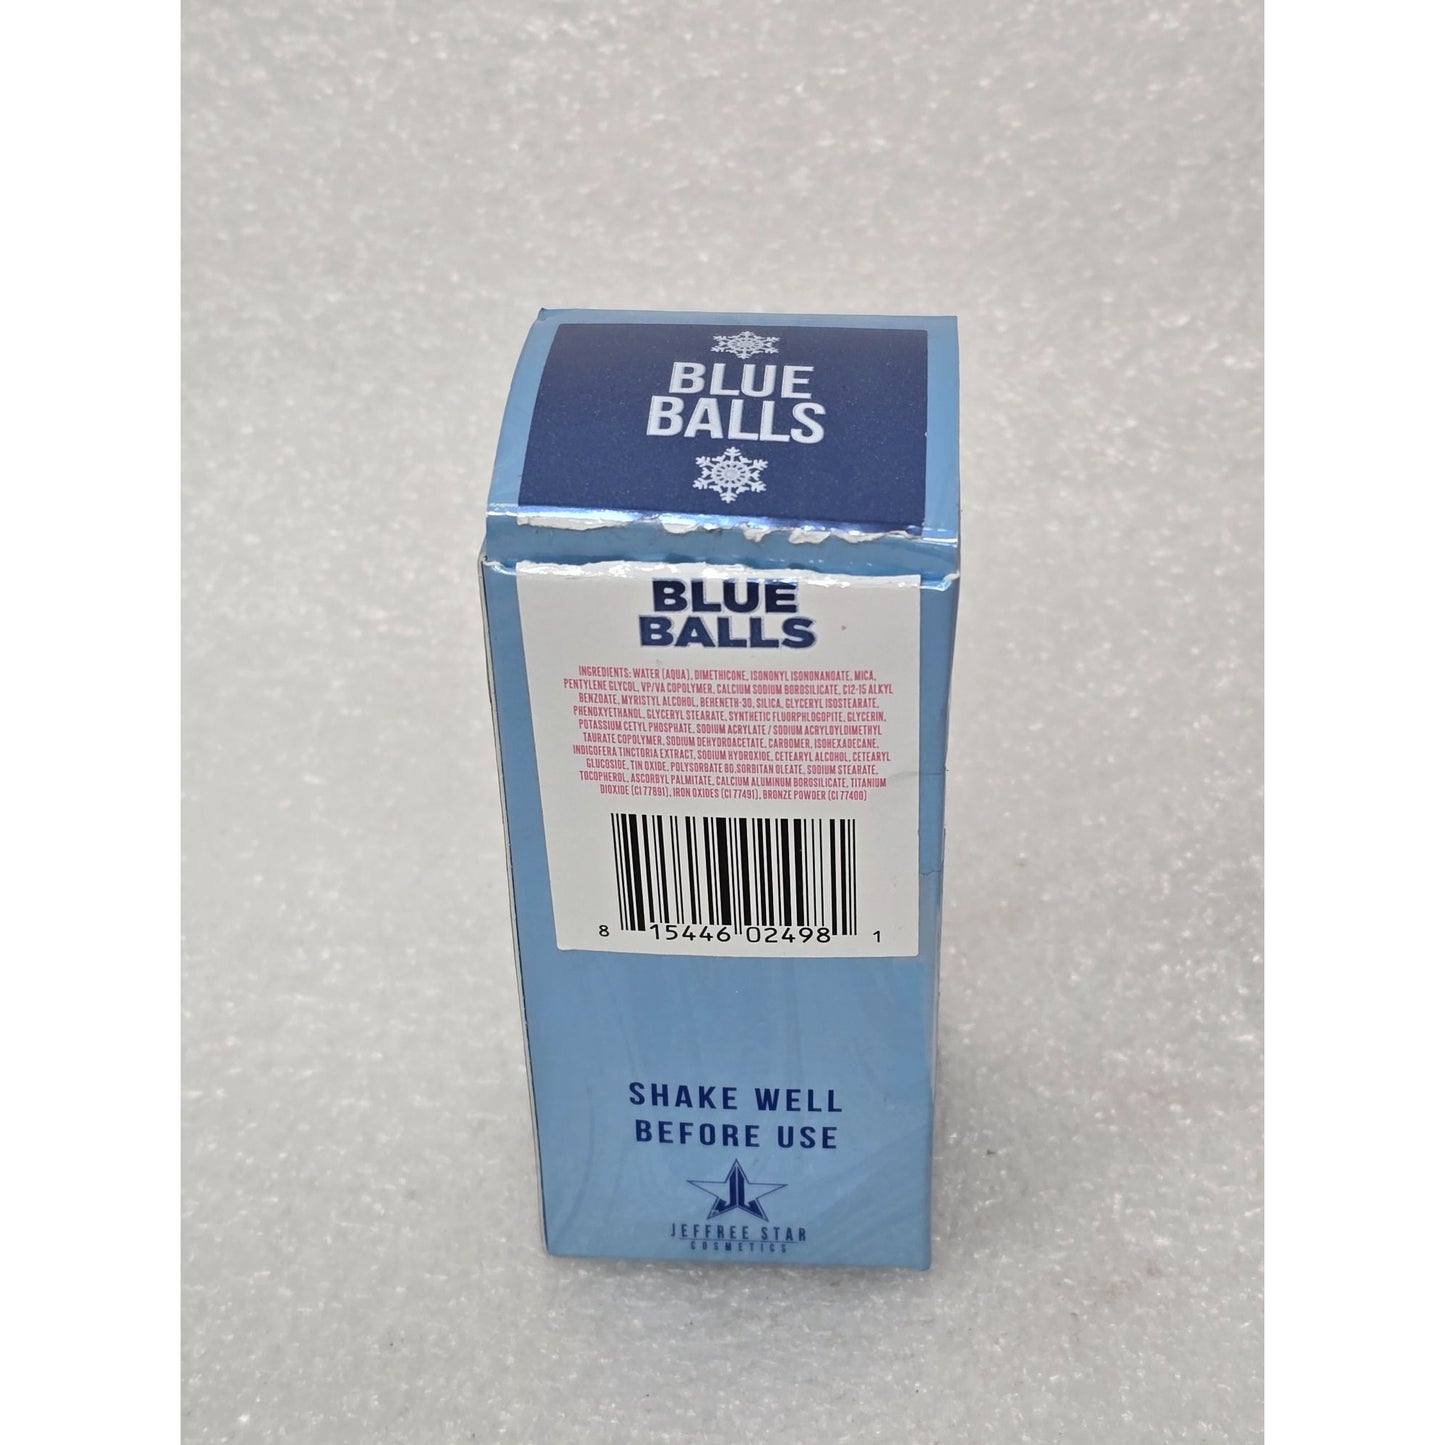 BLUE
BALLS
BLUE
BALLS
INGREDIENTS: WATER (AQUA), DIMETHICONE, ISONONYL ISONONANOATE, MICA,
PENTYLENE GLYCOL, VP/VA COPOLYMER, CALCIUM SODIUM BOROSILICATE, C12-15 ALKYL
BENZOATE, MYRISTYL ALCOHOL, BEHENETH-30, SILICA, GLYCERYL ISOSTEARATE,
PHENOXYETHANOL, GLYCERYL STEARATE, SYNTHETIC FLUORPHLOGOPITE, GLYCERIN,
POTASSIUM CETYL PHOSPHATE, SODIUM ACRYLATE / SODIUM ACRYLOYLDIMETHYL
TAURATE COPOLYMER, SODIUM DEHYDROACETATE, CARBOMER, ISOHEXADECANE,
INDIGOFERA TINCTORIA EXTRACT, SODIUM HYDROXIDE, CETEARYL ALCOHOL, CETEARYL
GLUCOSIDE, TIN OXIDE, POLYSORBATE 80, SORBITAN OLEATE, SODIUM STEARATE,
TOCOPHEROL, ASCORBYL PALMITATE, CALCIUM ALUMINUM BOROSILICATE, TITANIUM
DIOXIDE (CI 77891), IRON OXIDES (CI 77491), BRONZE POWDER (CI 77400)
8 15446 02498 1
SHAKE WELL
BEFORE USE
JEFFREE STAR
COSMETICS